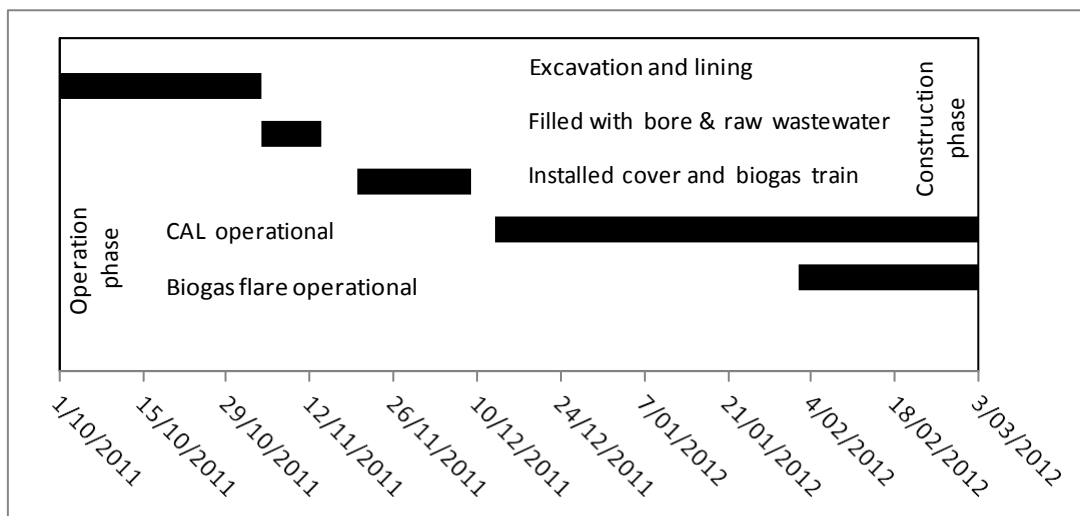 Excavation and lining
Filled with bore & raw wastewater
Installed cover and biogas train
Construction
phase
Operation
phase
CAL operational
Biogas flare operational
1/10/2011
15/10/2011
29/10/2011
12/11/2011
26/11/2011
10/12/2011
24/12/2011
7/01/2012
21/01/2012
4/02/2012
18/02/2012
3/03/2012